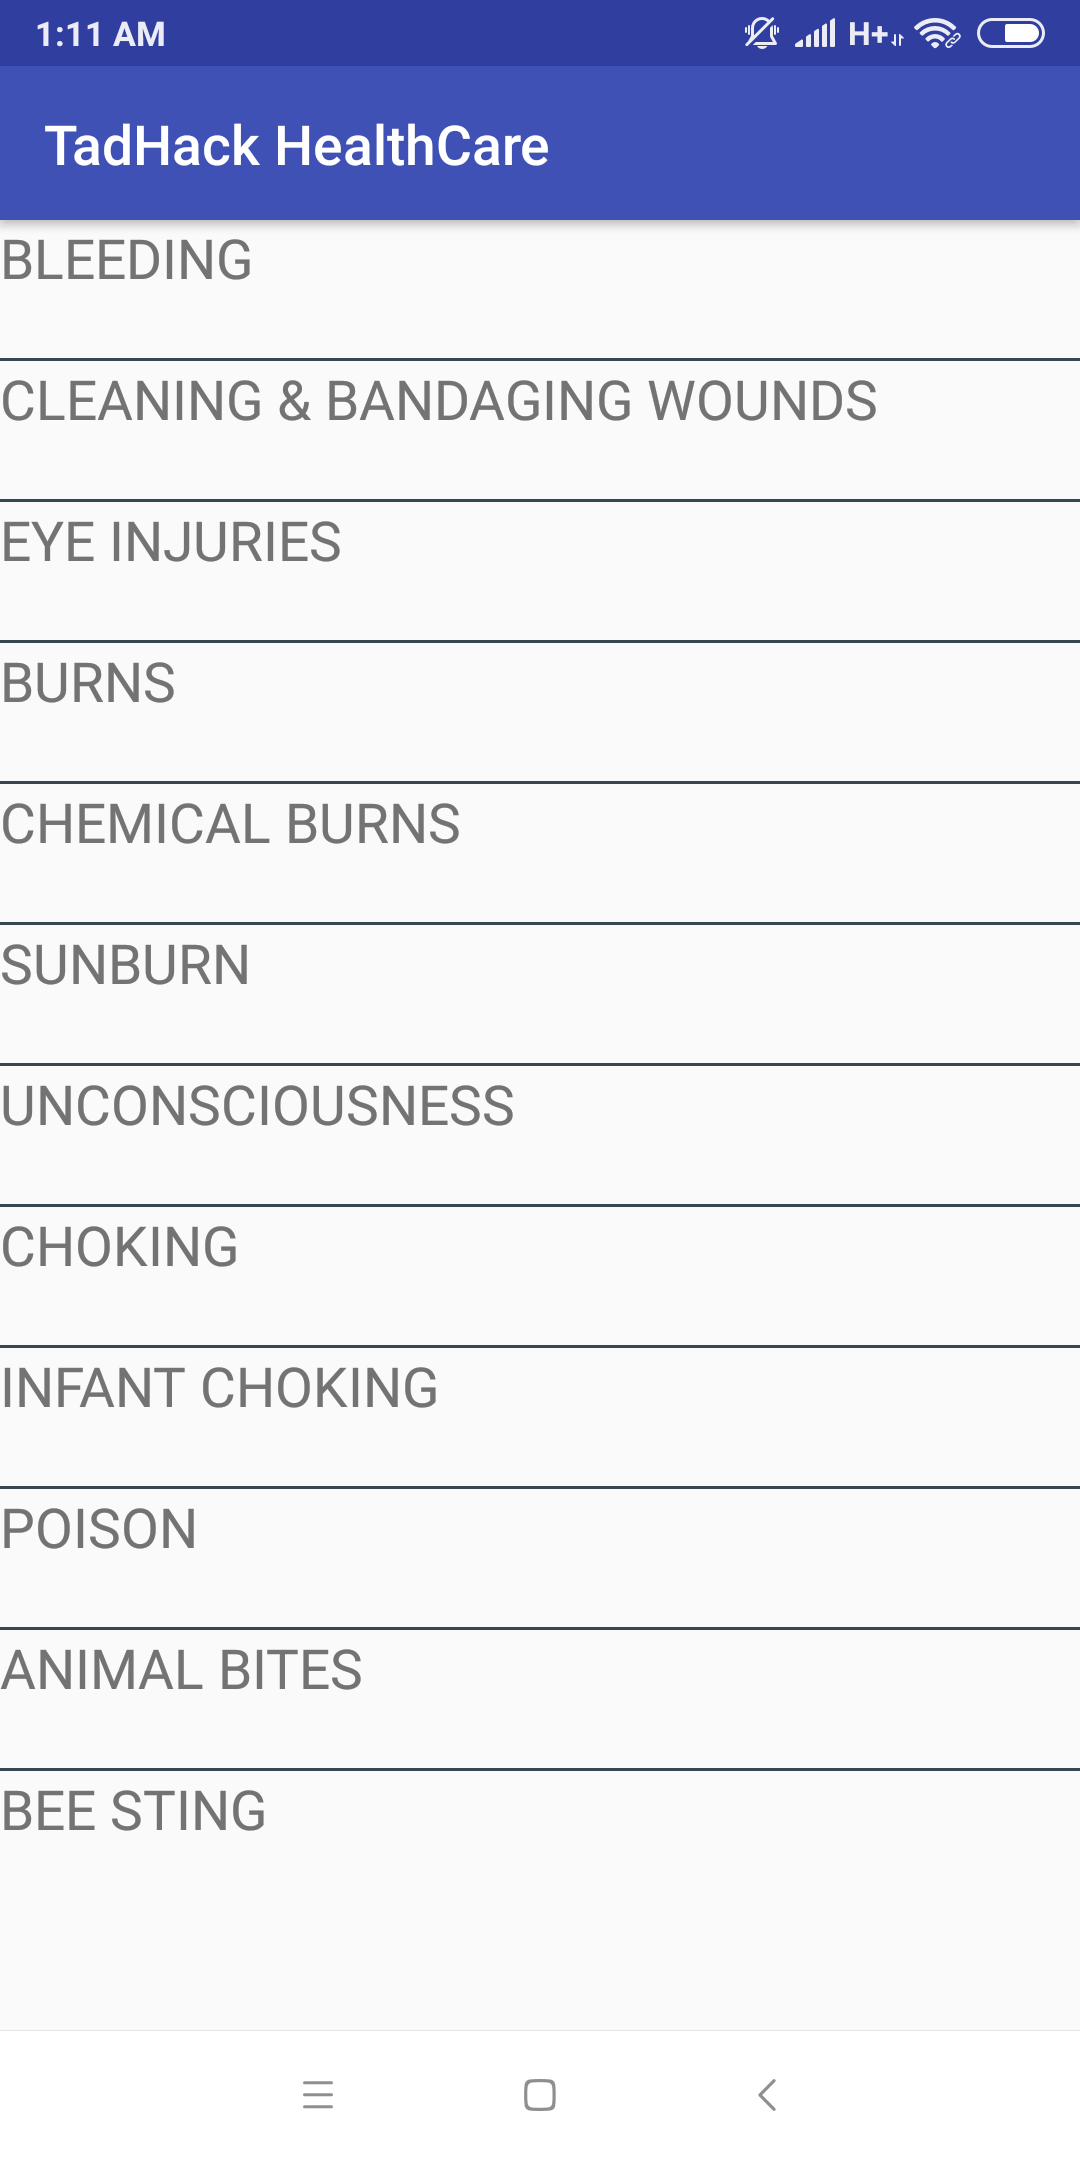 1:11 AM
H+
TadHack HealthCare
BLEEDING
CLEANING & BANDAGING WOUNDS
EYE INJURIES
BURNS
CHEMICAL BURNS
SUNBURN
UNCONSCIOUSNESS
CHOKING
INFANT CHOKING
POISON
ANIMAL BITES
BEE STING